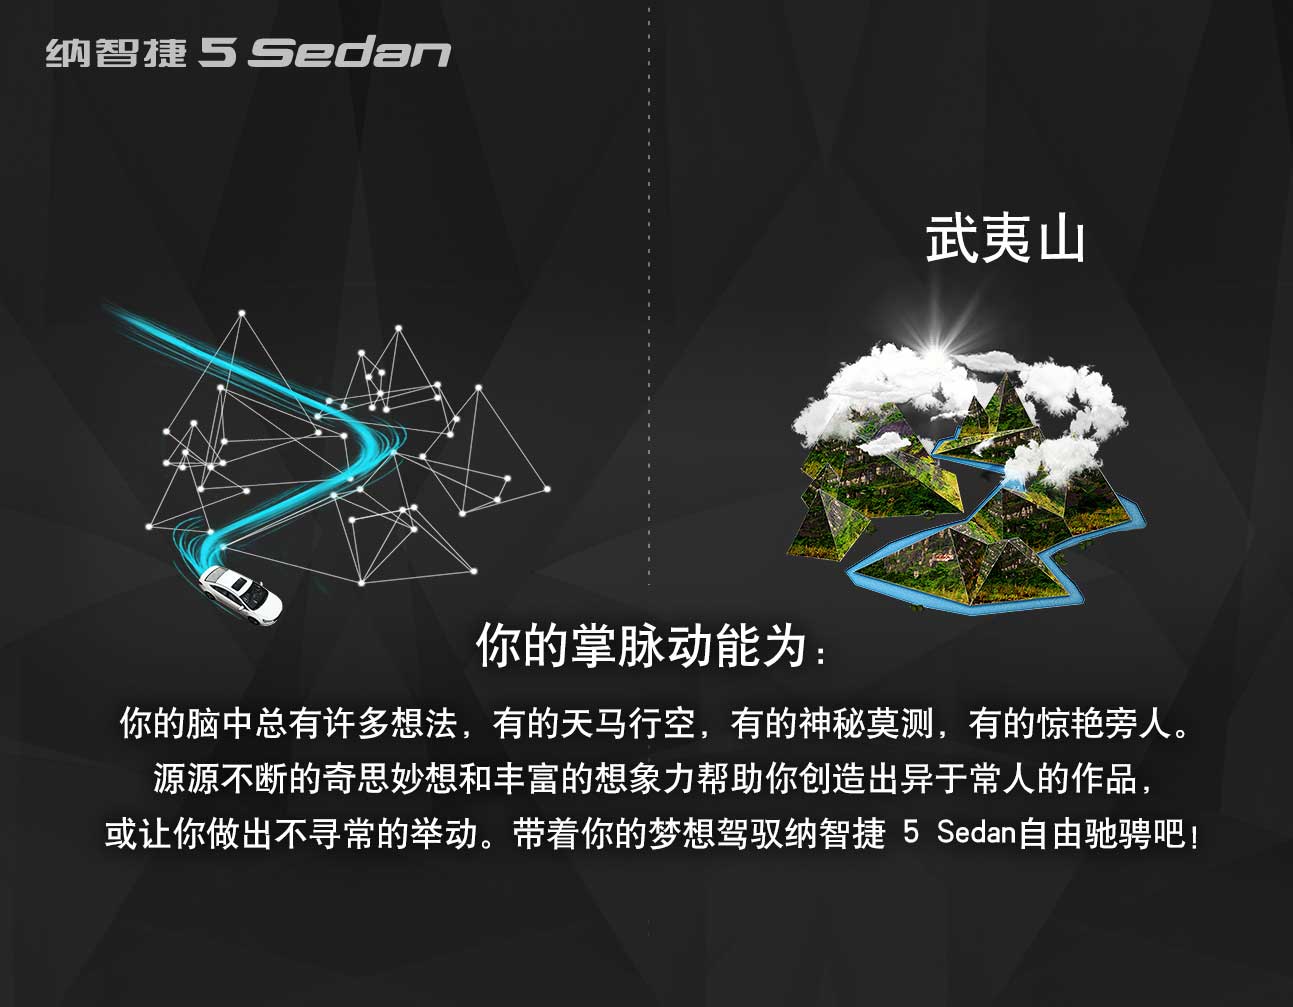 纳智捷 5 Sedan
武夷山
你的掌脉动能为：
你的脑中总有许多想法，有的天马行空，有的神秘莫测，有的惊艳旁人。
源源不断的奇思妙想和丰富的想象力帮助你创造出异于常人的作品，
或让你做出不寻常的举动。带着你的梦想驾驭纳智捷 5 Sedan自由驰骋吧！